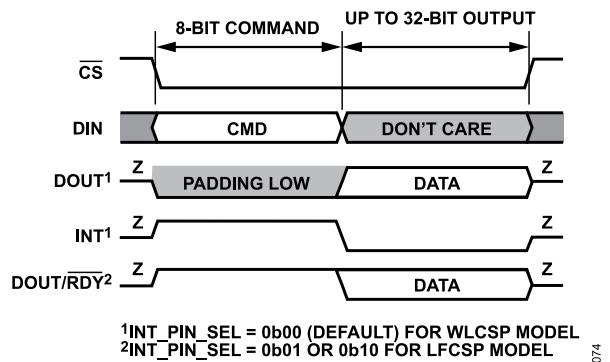 8-BIT COMMAND
UP TO 32-BIT OUTPUT
CS
DIN
CMD
DON'T CARE
DOUT1
Z
PADDING LOW
DATA
Z
INT1
Z
Z
DOUT/RDY2
Z
DATA
Z
1INT_PIN_SEL = 0b00 (DEFAULT) FOR WLCSP MODEL
2INT_PIN_SEL = 0b01 OR 0b10 FOR LFCSP MODEL
074